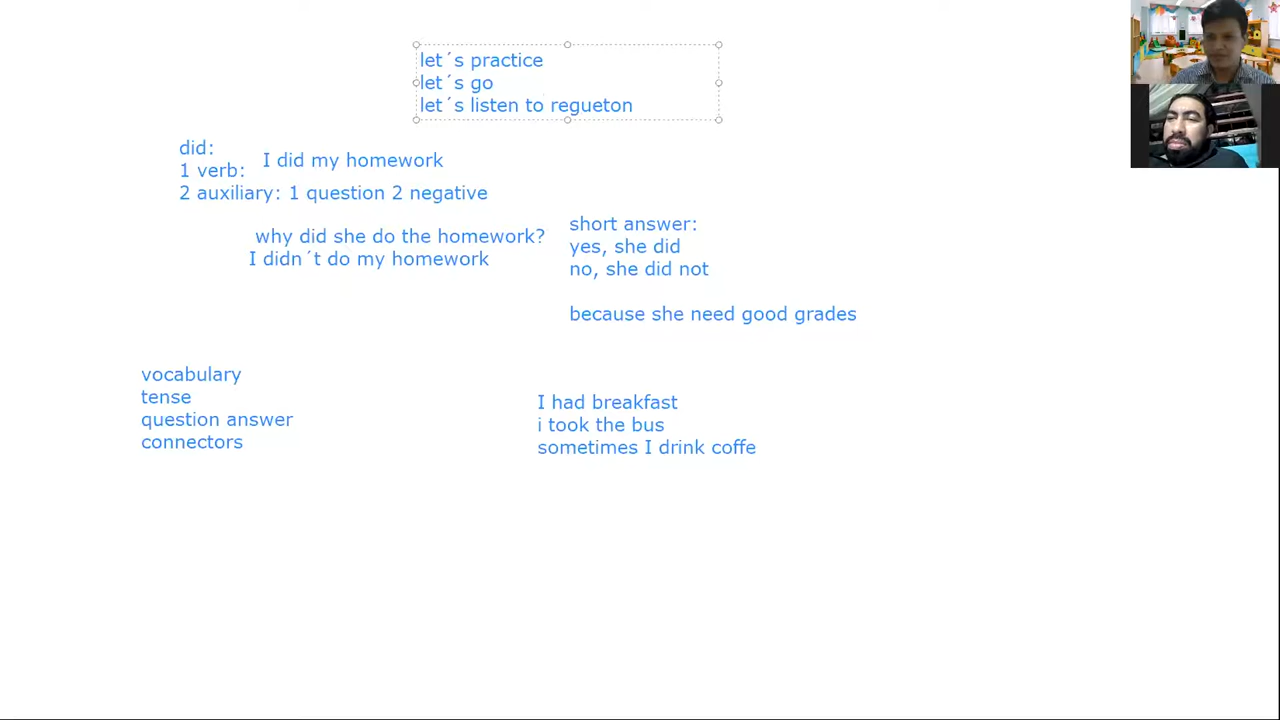 let´s practice
let´s go
let´s listen to regueton
did:
1 verb:
I did my homework
2 auxiliary: 1 question 2 negative
why did she do the homework?
I didn´t do my homework
short answer:
yes, she did
no, she did not
because she need good grades
vocabulary
tense
question answer
connectors
I had breakfast
i took the bus
sometimes I drink coffe